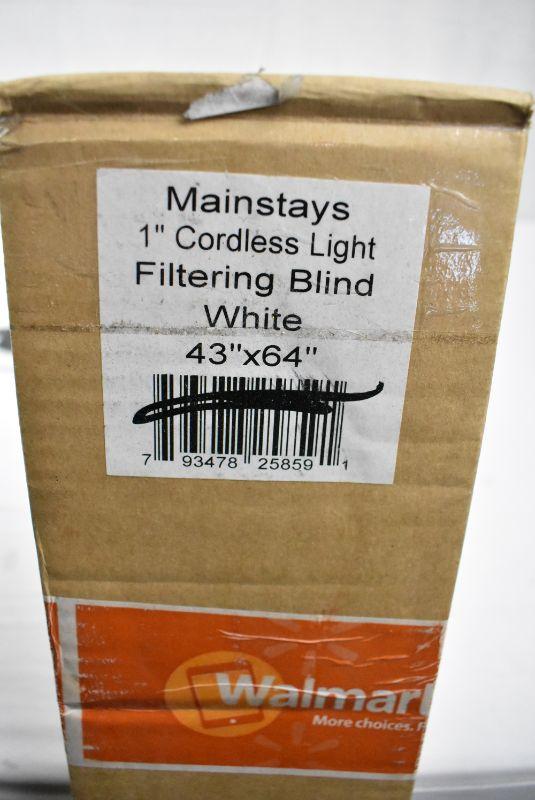 Mainstays
1" Cordless Light
Filtering Blind
White
43"x64"
7 93478 25859 1
Walmart
More choices.